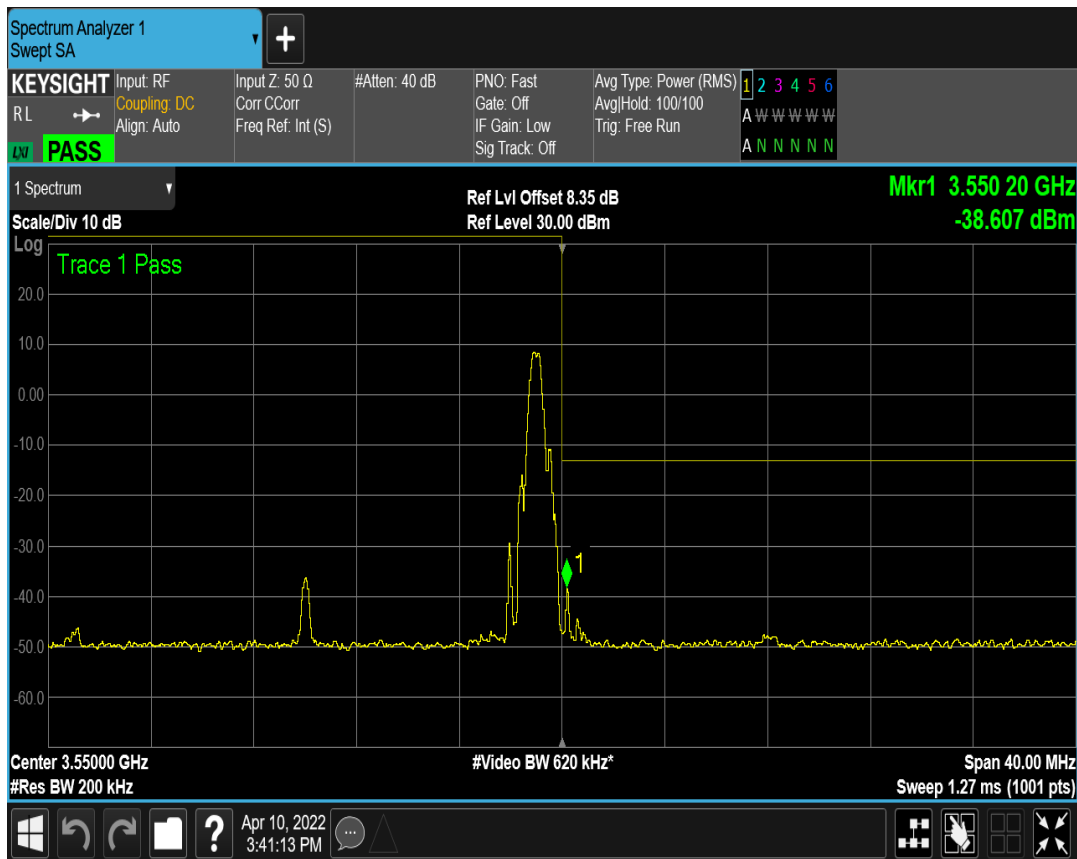 Spectrum Analyzer 1
Swept SA
+
KEYSIGHT
RL
LXI PASS
Input: RF
Coupling: DC
Align: Auto
Input Z: 50 Ω
Corr CCorr
Freq Ref: Int (S)
#Atten: 40 dB
PNO: Fast
Gate: Off
IF Gain: Low
Sig Track: Off
Avg Type: Power (RMS)
Avg|Hold: 100/100
Trig: Free Run
1 2 3 4 5 6
A W W W W W
A N N N N N
1 Spectrum
Scale/Div 10 dB
Ref Lvl Offset 8.35 dB
Ref Level 30.00 dBm
Mkr1 3.550 20 GHz
-38.607 dBm
Log
Trace 1 Pass
20.0
10.0
0.00
-10.0
-20.0
-30.0
1
-40.0
-50.0
-60.0
Center 3.55000 GHz
#Res BW 200 kHz
#Video BW 620 kHz*
Span 40.00 MHz
Sweep 1.27 ms (1001 pts)
?
Apr 10, 2022
3:41:13 PM